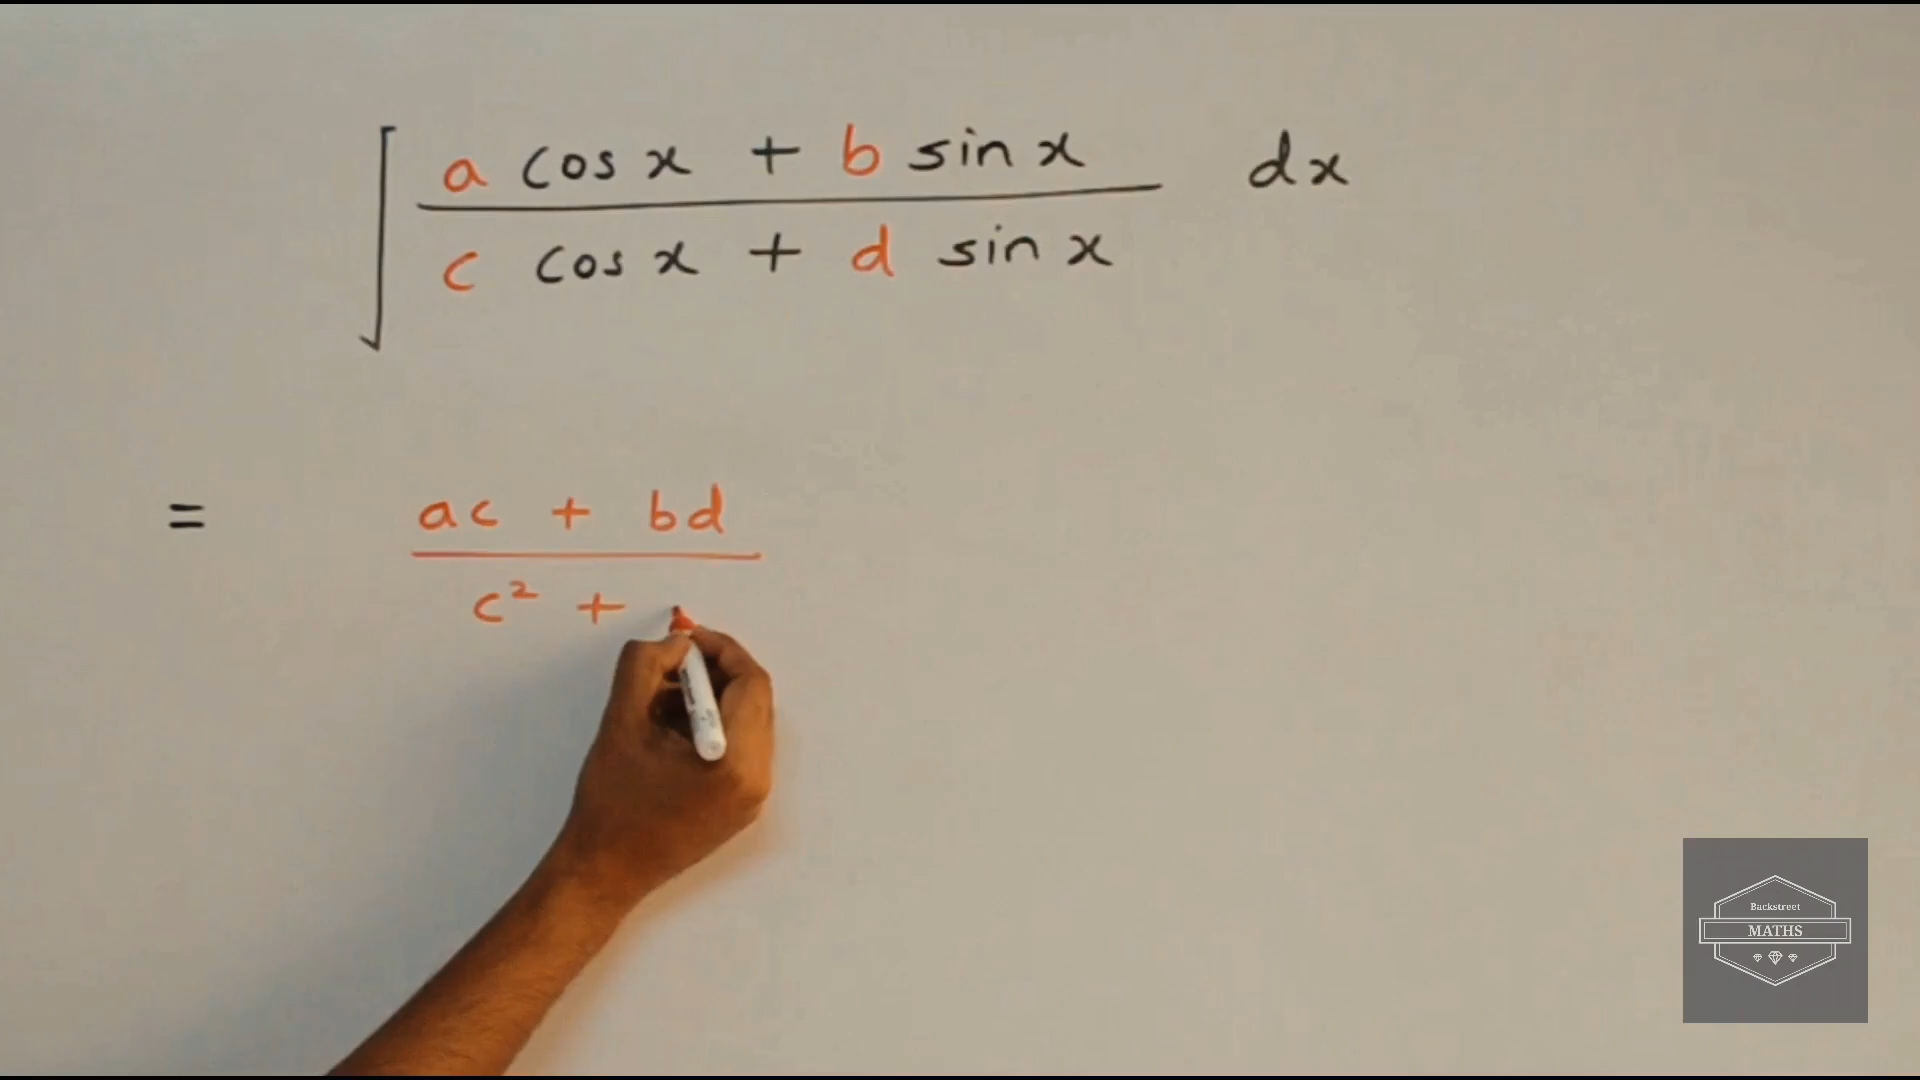 ∫ a cos x + b sin x dx
c cos x + d sin x
= ac + bd
c² +
Backstreet
MATHS